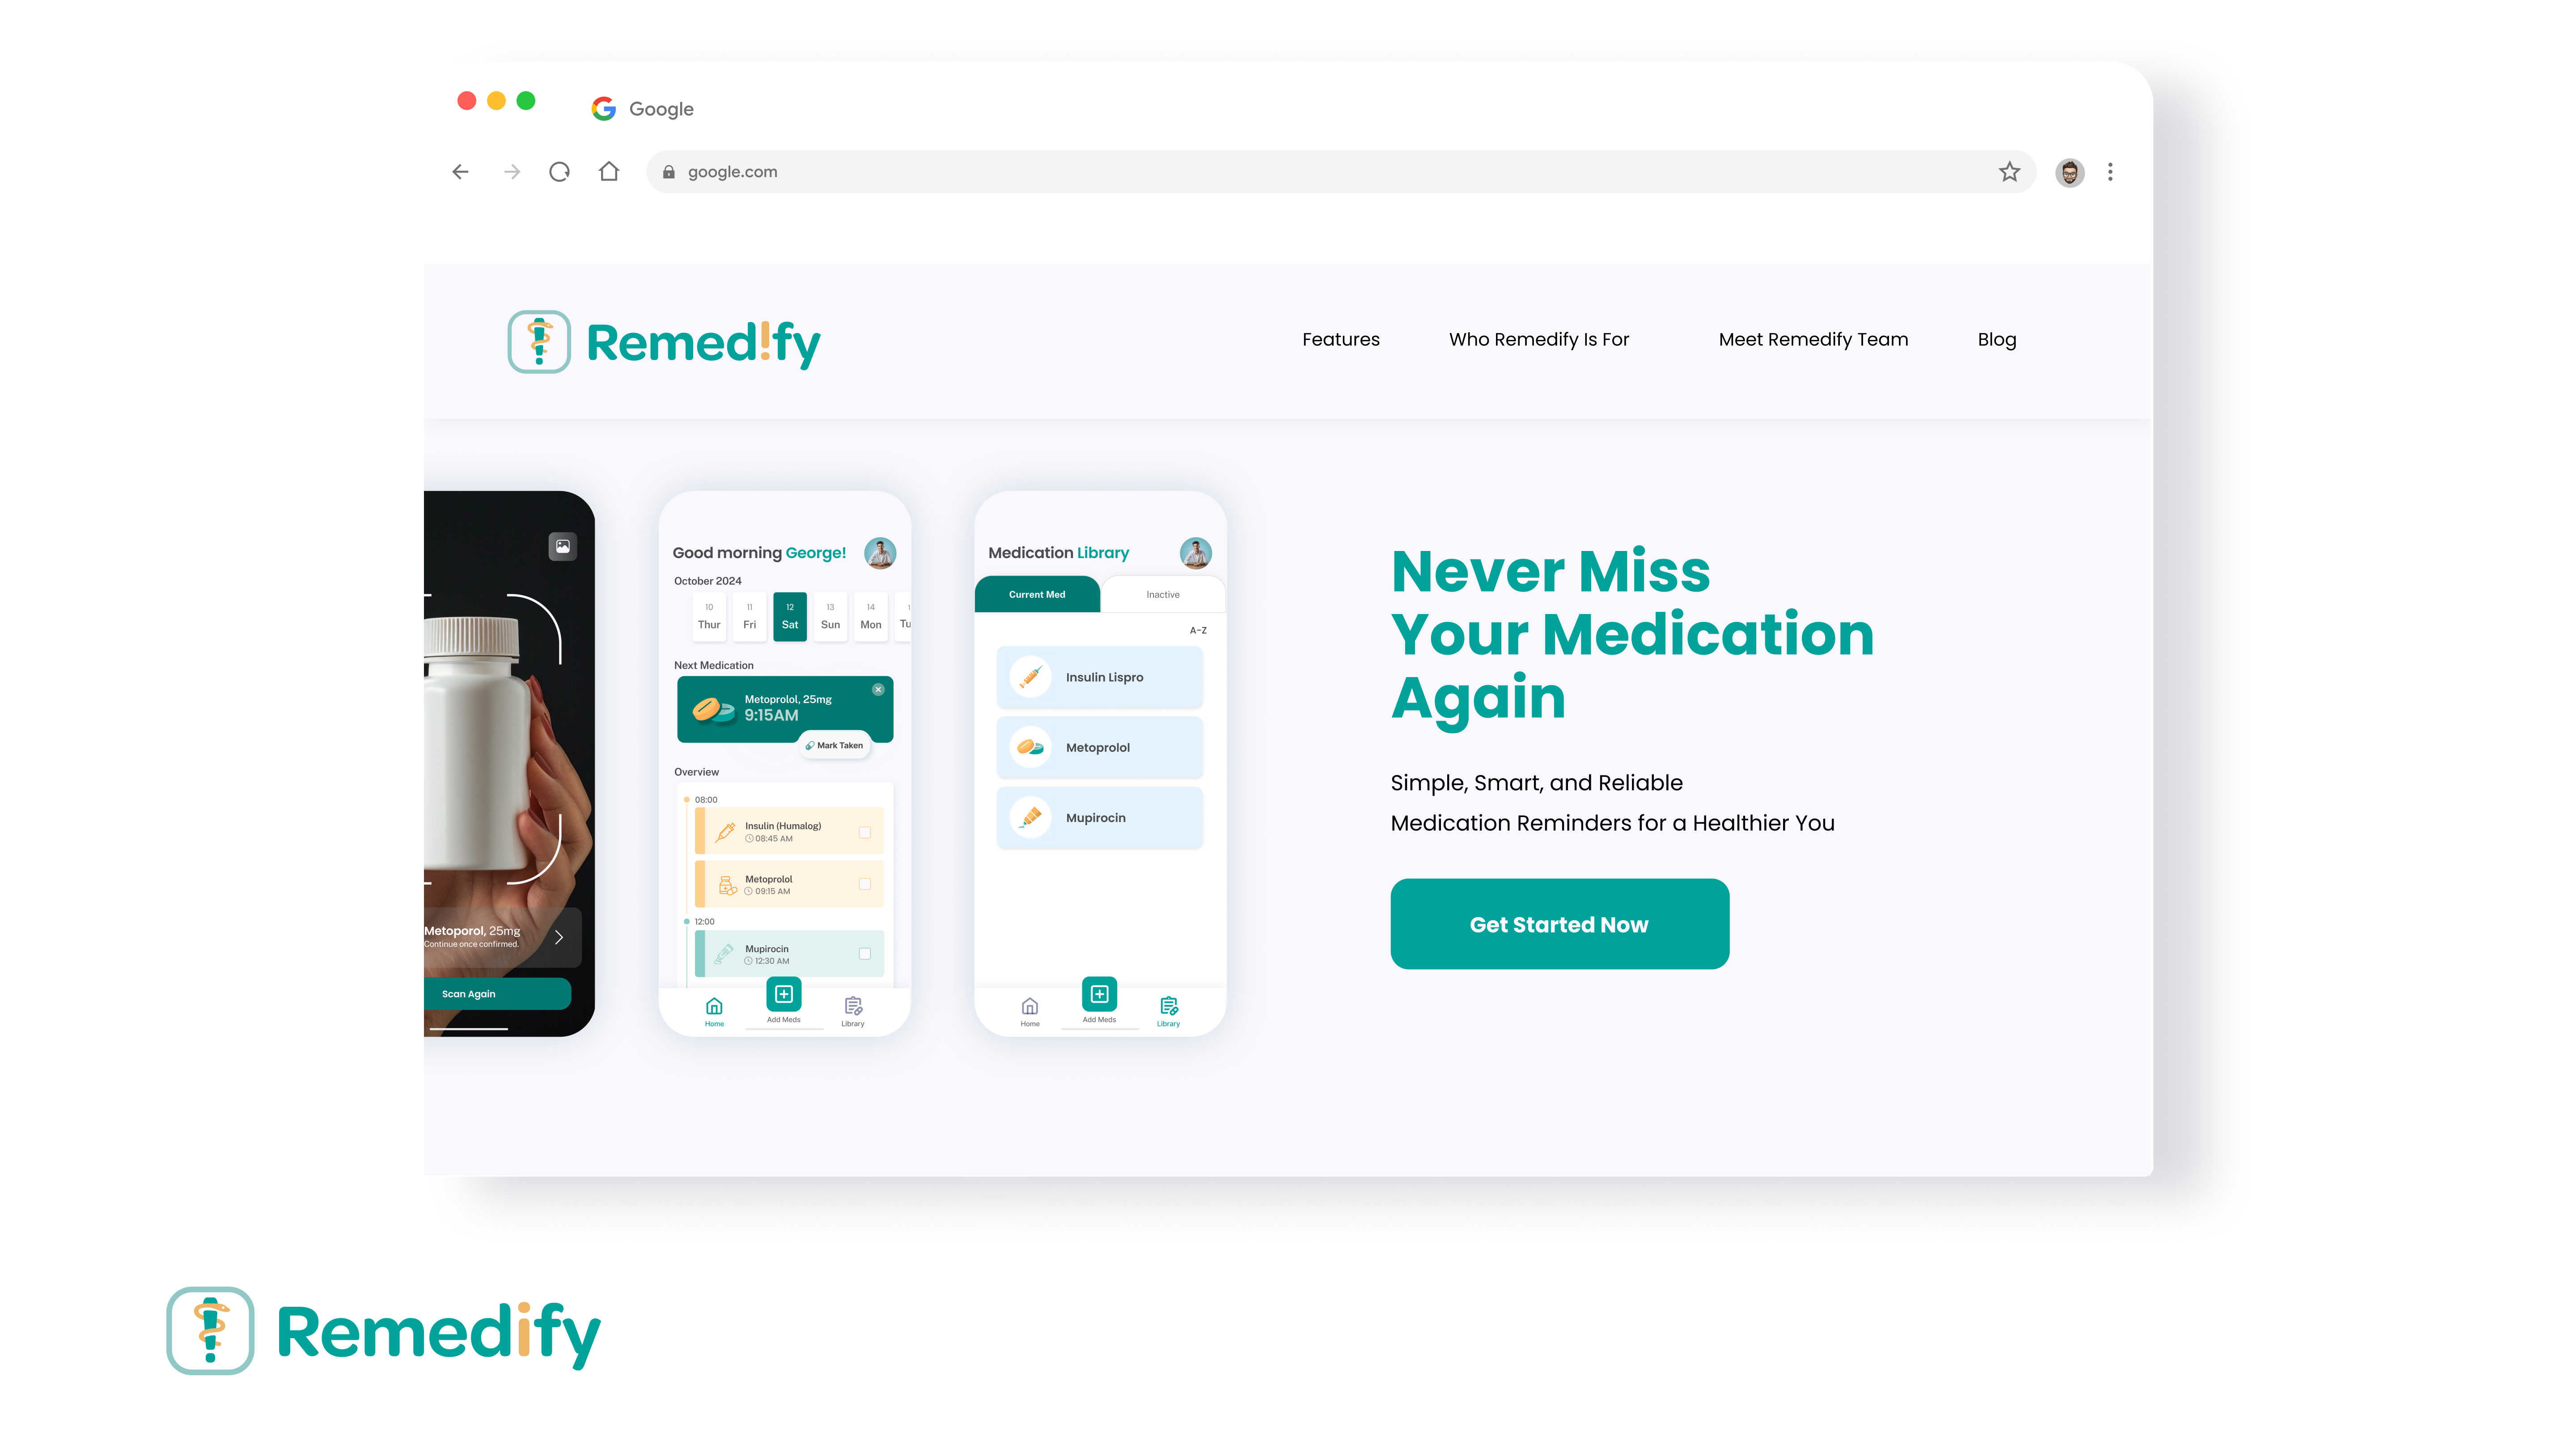 Google
google.com
Remed!fy
Features
Who Remedify Is For
Meet Remedify Team
Blog
Metoporol, 25mg
Continue once confirmed.
Scan Again
Good morning George!
October 2024
10 11 12 13 14
Thur Fri Sat Sun Mon Tu
Next Medication
Metoprolol, 25mg
9:15AM
Mark Taken
Overview
08:00
Insulin (Humalog)
08:45 AM
Metoprolol
09:15 AM
12:00
Mupirocin
12:30 AM
Home
Add Meds
Library
Medication Library
Current Med
Inactive
A-Z
Insulin Lispro
Metoprolol
Mupirocin
Home
Add Meds
Library
Never Miss
Your Medication
Again
Simple, Smart, and Reliable
Medication Reminders for a Healthier You
Get Started Now
Remedify